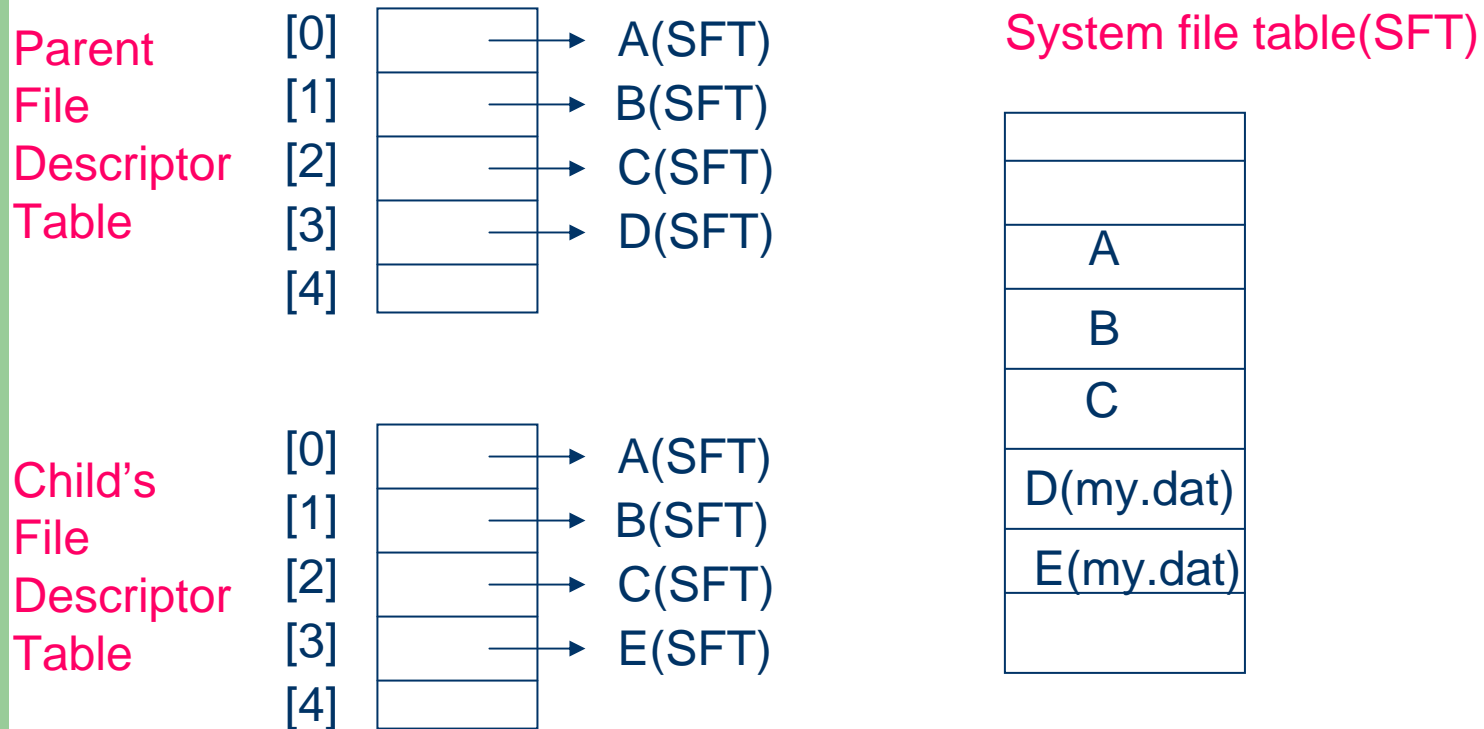 Parent
File
Descriptor
Table
[0]
A(SFT)
[1]
B(SFT)
[2]
C(SFT)
[3]
D(SFT)
[4]
Child’s
File
Descriptor
Table
[0]
A(SFT)
[1]
B(SFT)
[2]
C(SFT)
[3]
E(SFT)
[4]
System file table(SFT)
A
B
C
D(my.dat)
E(my.dat)